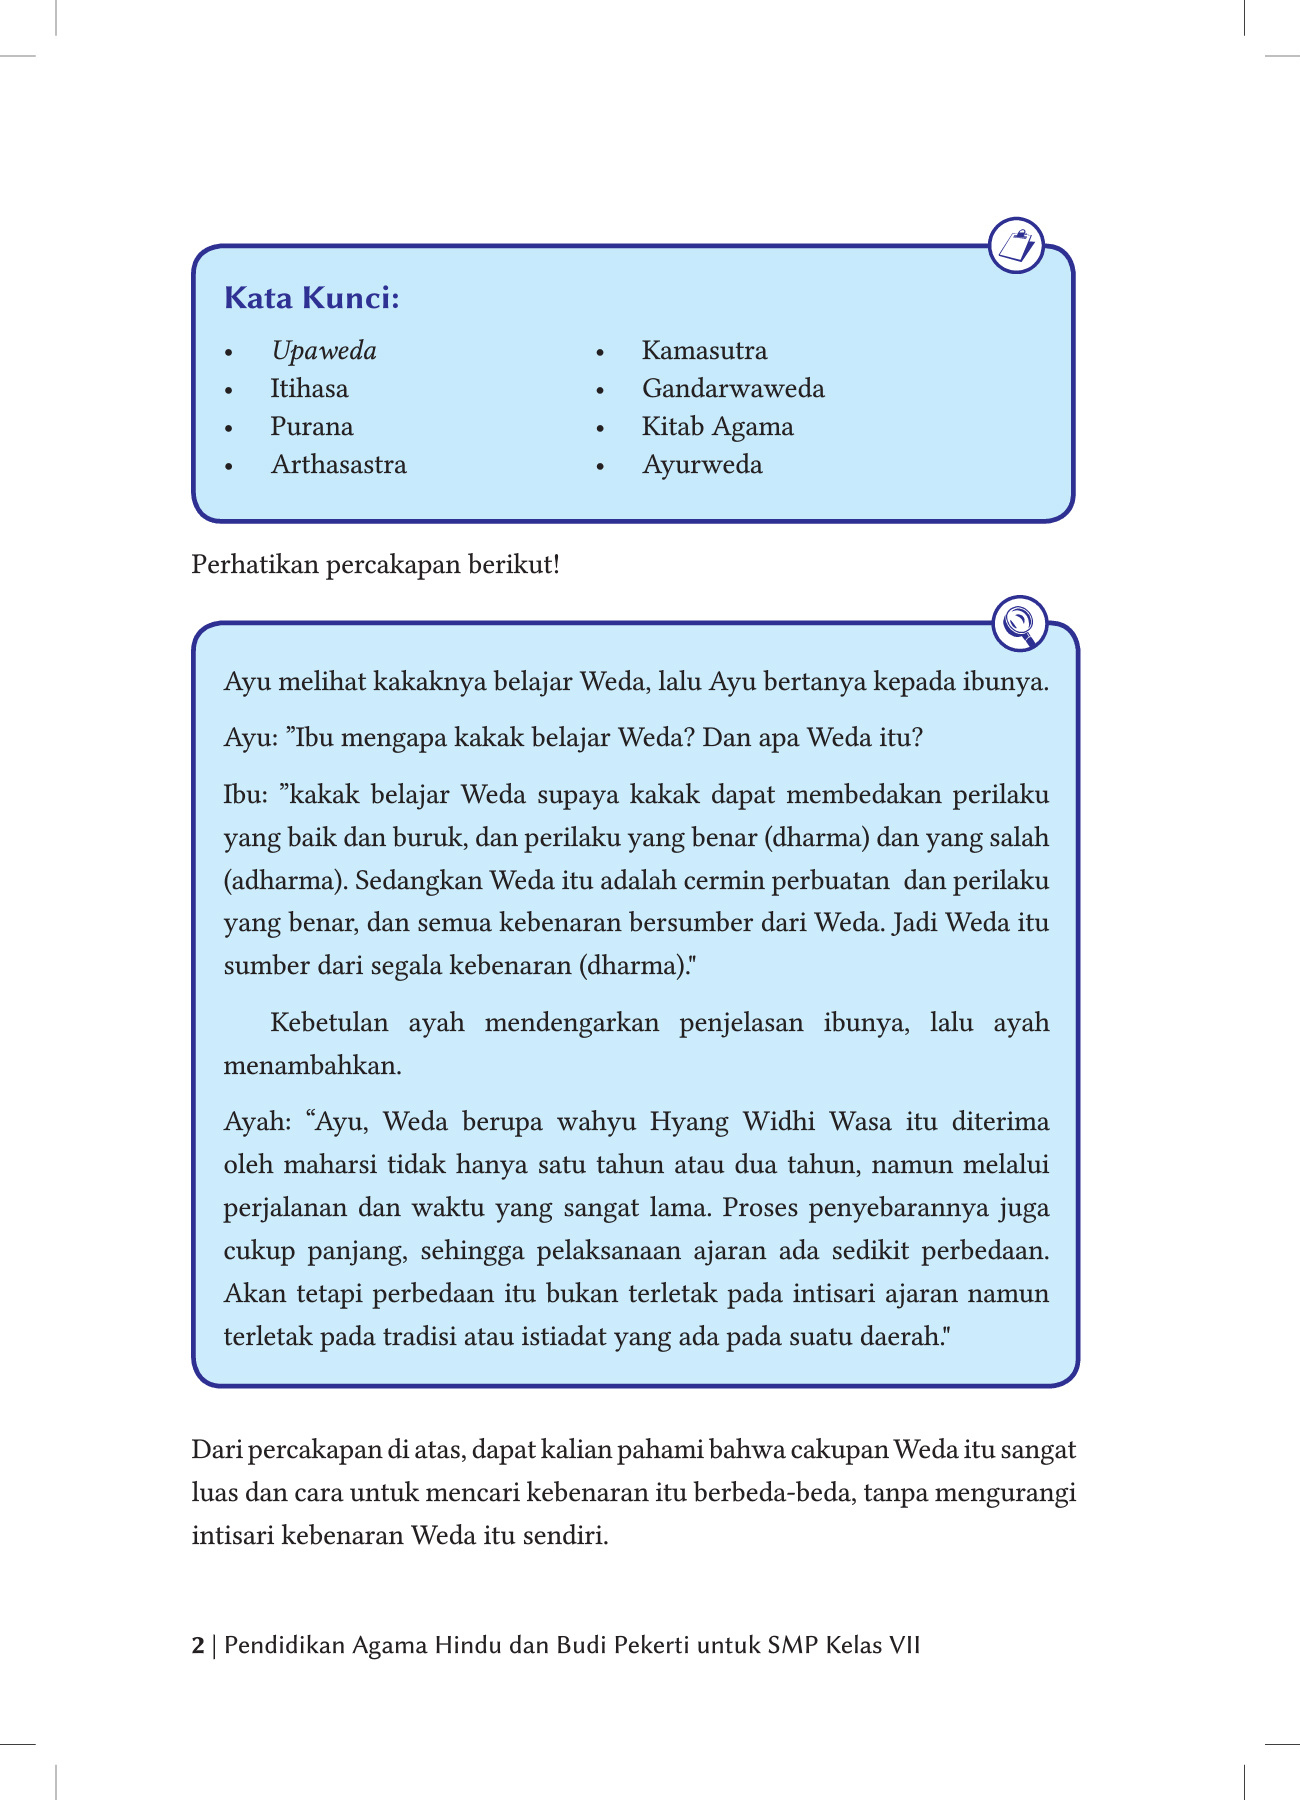 Kata Kunci:
• Upaweda
• Itihasa
• Purana
• Arthasastra
• Kamasutra
• Gandarwaweda
• Kitab Agama
• Ayurweda
Perhatikan percakapan berikut!
Ayu melihat kakaknya belajar Weda, lalu Ayu bertanya kepada ibunya.
Ayu: ”Ibu mengapa kakak belajar Weda? Dan apa Weda itu?
Ibu: ”kakak belajar Weda supaya kakak dapat membedakan perilaku
yang baik dan buruk, dan perilaku yang benar (dharma) dan yang salah
(adharma). Sedangkan Weda itu adalah cermin perbuatan dan perilaku
yang benar, dan semua kebenaran bersumber dari Weda. Jadi Weda itu
sumber dari segala kebenaran (dharma)."
Kebetulan ayah mendengarkan penjelasan ibunya, lalu ayah
menambahkan.
Ayah: “Ayu, Weda berupa wahyu Hyang Widhi Wasa itu diterima
oleh maharsi tidak hanya satu tahun atau dua tahun, namun melalui
perjalanan dan waktu yang sangat lama. Proses penyebarannya juga
cukup panjang, sehingga pelaksanaan ajaran ada sedikit perbedaan.
Akan tetapi perbedaan itu bukan terletak pada intisari ajaran namun
terletak pada tradisi atau istiadat yang ada pada suatu daerah."
Dari percakapan di atas, dapat kalian pahami bahwa cakupan Weda itu sangat
luas dan cara untuk mencari kebenaran itu berbeda-beda, tanpa mengurangi
intisari kebenaran Weda itu sendiri.
2 | Pendidikan Agama Hindu dan Budi Pekerti untuk SMP Kelas VII